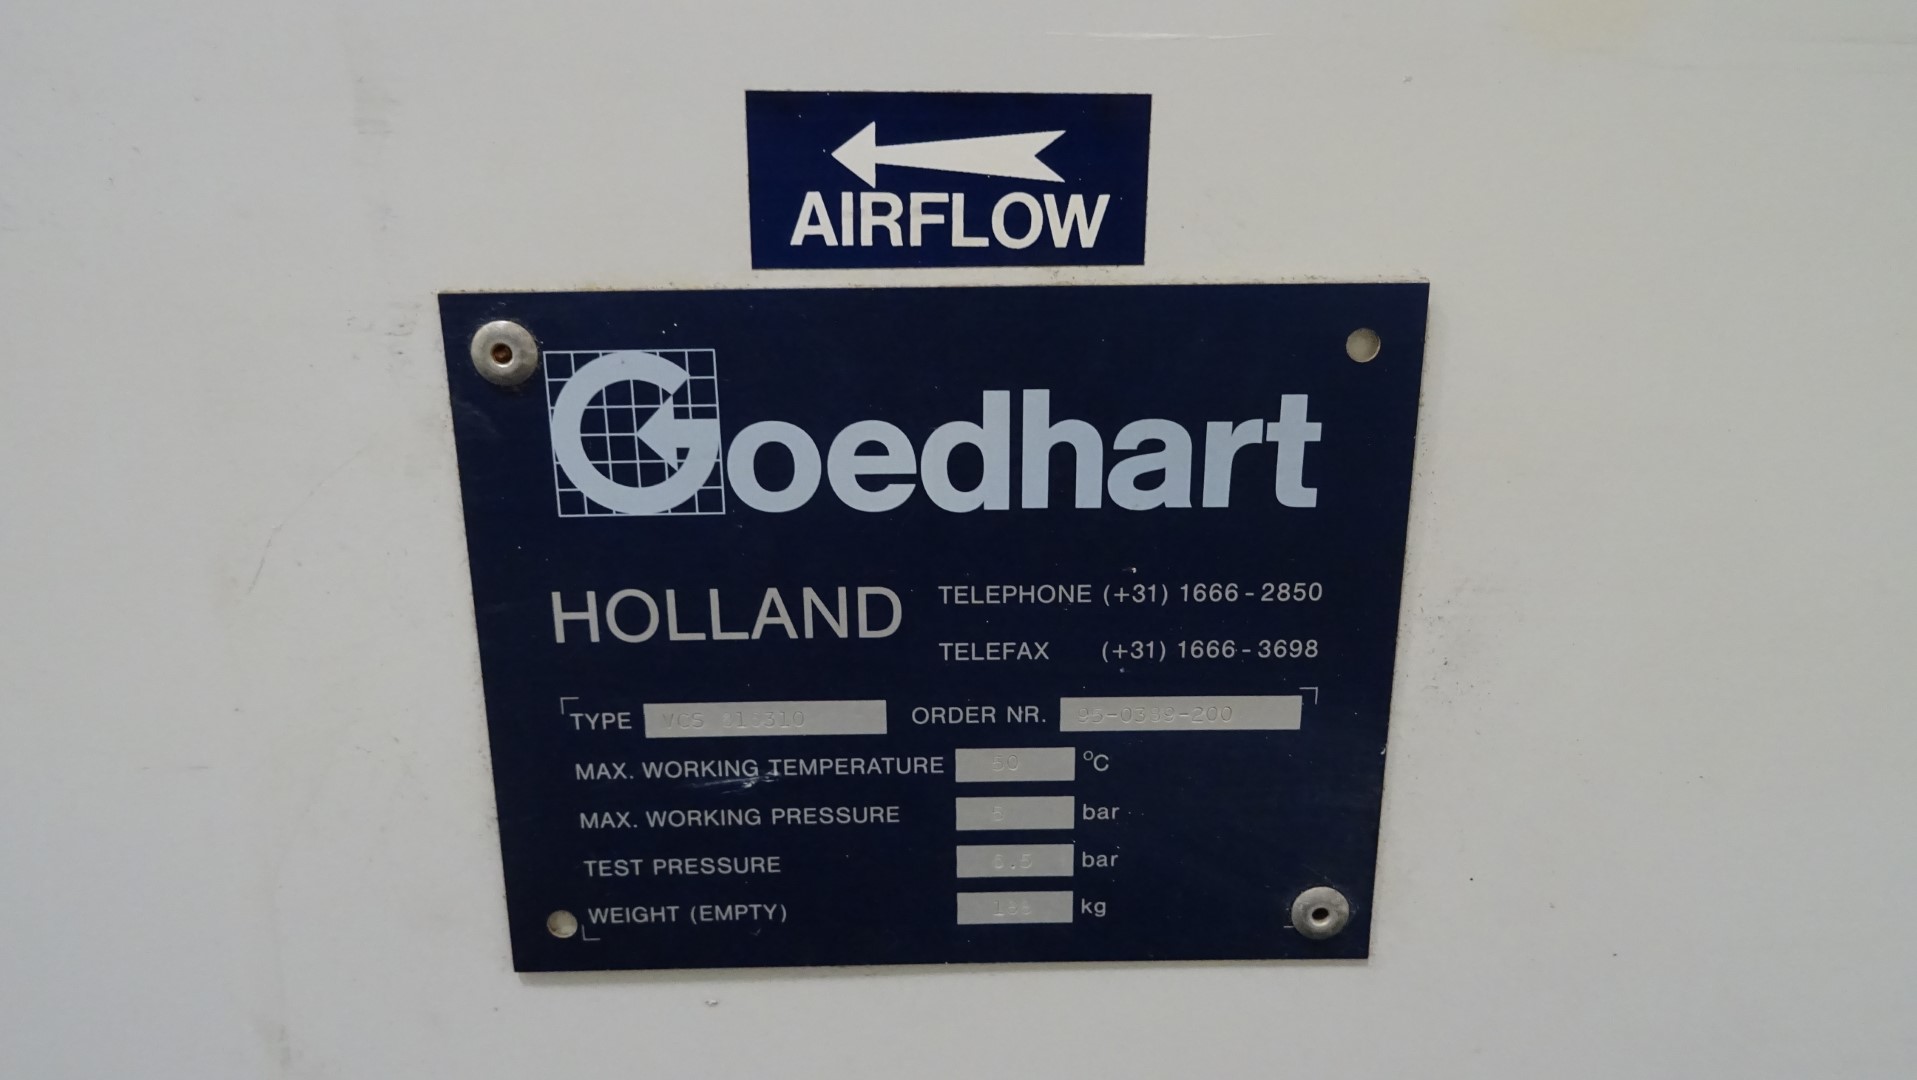 AIRFLOW
Goedhart
HOLLAND
TELEPHONE (+31) 1666-2850
TELEFAX (+31) 1666-3698
TYPE ORDER NR.
MAX. WORKING TEMPERATURE °C
MAX. WORKING PRESSURE bar
TEST PRESSURE bar
WEIGHT (EMPTY) kg